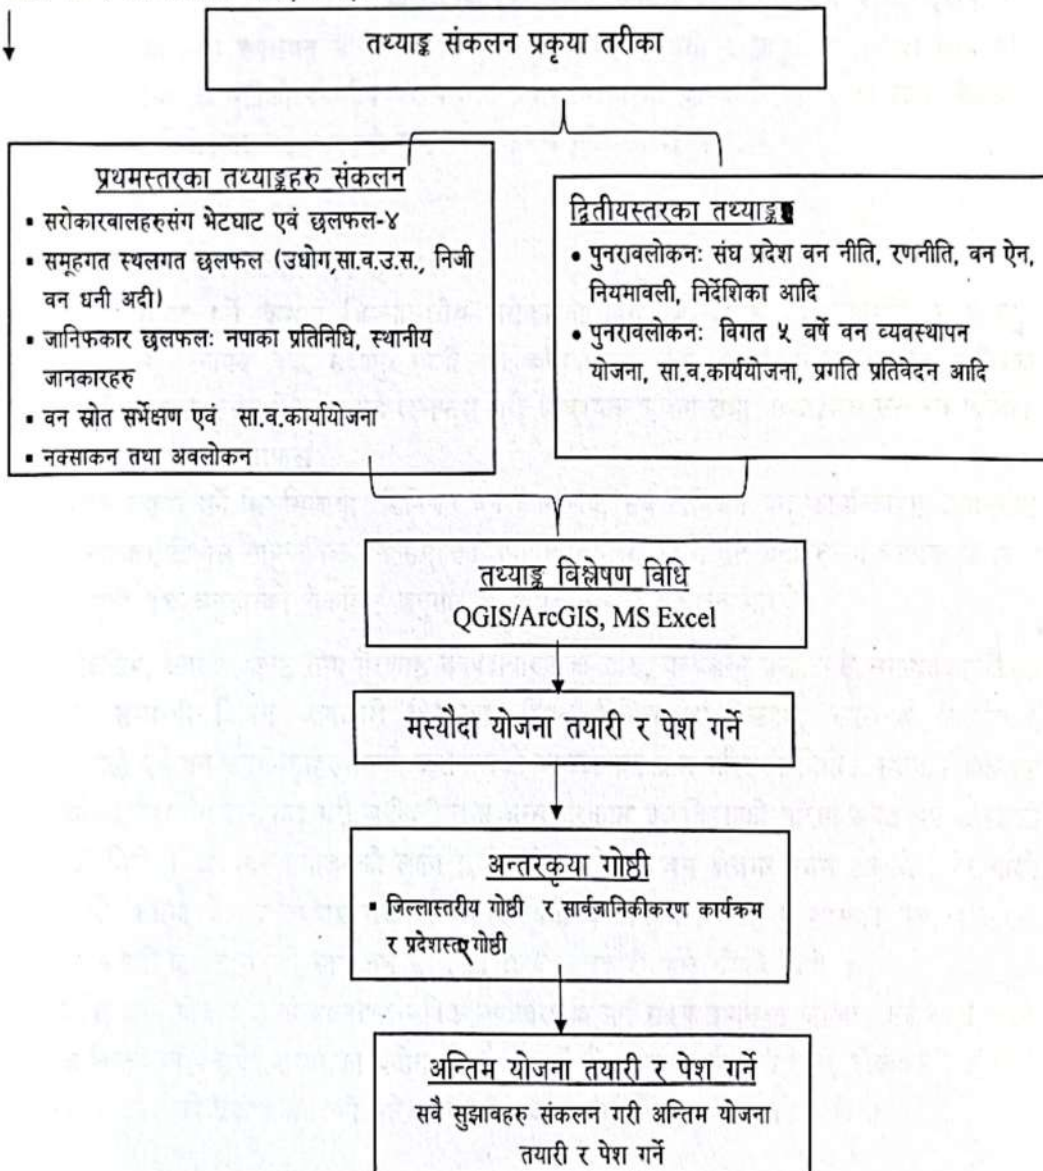 तथ्याङ्क संकलन प्रकृया तरीका
प्रथमस्तरका तथ्याङ्कहरु संकलन
▪ सरोकारवालहरुसंग भेटघाट एवं छलफल-४
▪ समूहगत स्थलगत छलफल (उधोग,सा.व.उ.स., निजी
वन धनी अदी)
▪ जानिफकार छलफल: नपाका प्रतिनिधि, स्थानीय
जानकारहरु
▪ वन स्रोत सर्मेक्षण एवं सा.व.कार्यायोजना
▪ नक्साकन तथा अवलोकन
द्वितीयस्तरका तथ्याङ्क
• पुनरावलोकन: संघ प्रदेश वन नीति, रणनीति, वन ऐन,
नियमावली, निर्देशिका आदि
• पुनरावलोकन: विगत ५ बर्षे वन व्यवस्थापन
योजना, सा.व.कार्ययोजना, प्रगति प्रतिवेदन आदि
तथ्याङ्क विश्लेषण विधि
QGIS/ArcGIS, MS Excel
मस्यौदा योजना तयारी र पेश गर्ने
अन्तरकृया गोष्ठी
▪ जिल्लास्तरीय गोष्ठी र सार्वजानिकीकरण कार्यक्रम
र प्रदेशस्तर गोष्ठी
अन्तिम योजना तयारी र पेश गर्ने
सवै सुझावहरु संकलन गरी अन्तिम योजना
तयारी र पेश गर्ने